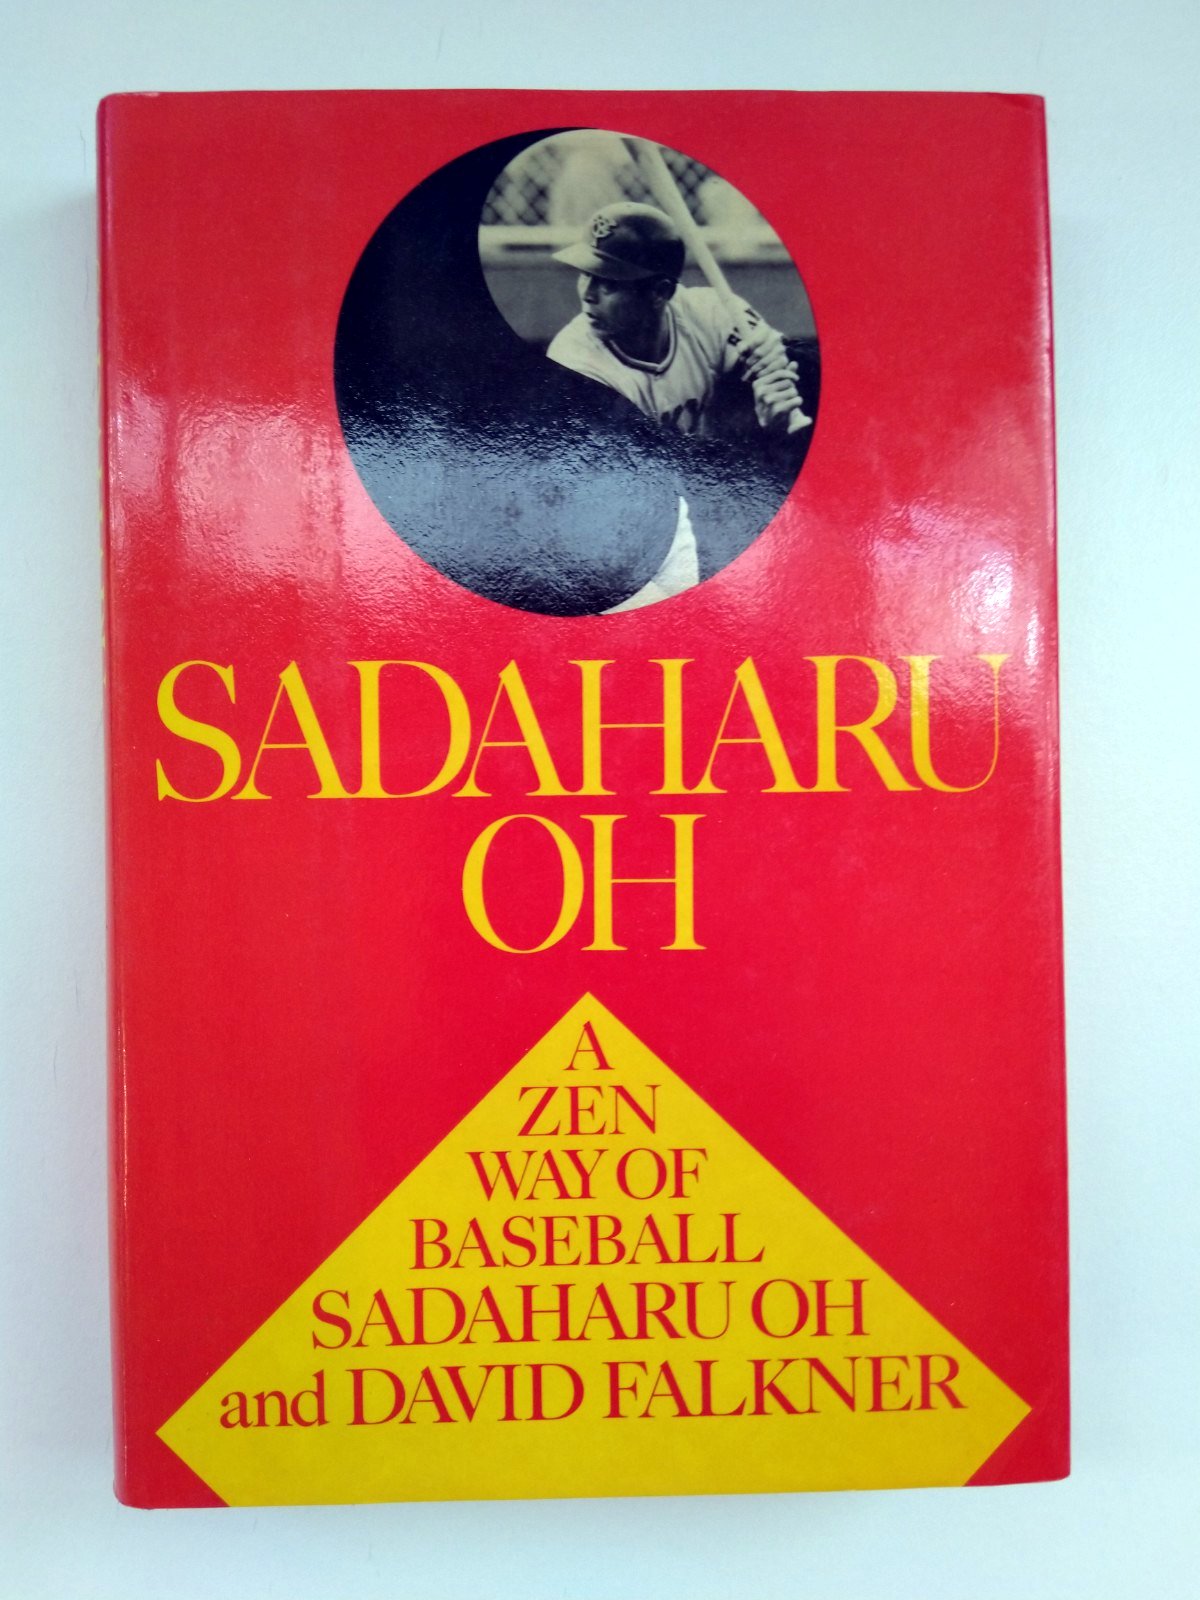 SADAHARU
OH
A
ZEN
WAY OF
BASEBALL
SADAHARU OH
and DAVID FALKNER